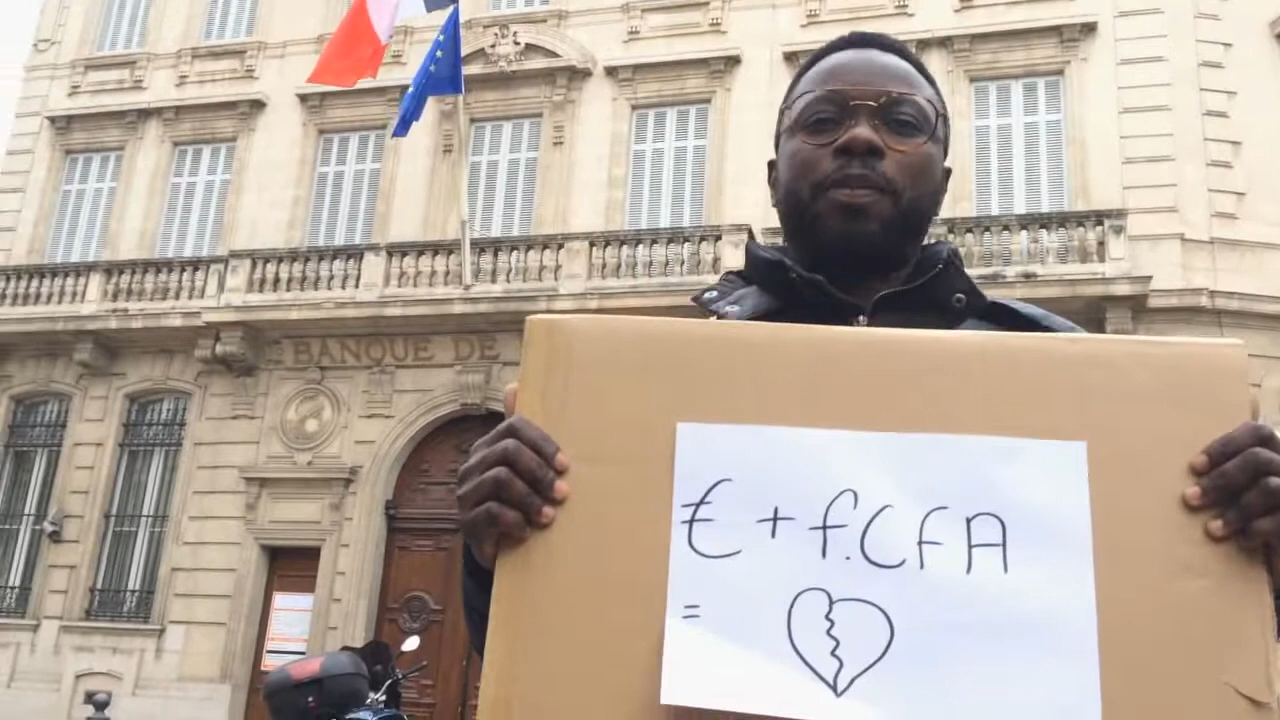 BANQUE DE
€ + f.CFA
=